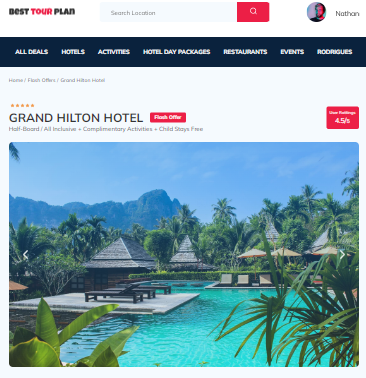 BEST TOUR PLAN
Search Location
Nathan
ALL DEALS HOTELS ACTIVITIES HOTEL DAY PACKAGES RESTAURANTS EVENTS RODRIGUES
Home / Flash Offers / Grand Hilton Hotel
GRAND HILTON HOTEL Flash Offer
User Ratings
4.5/5
Half-Board / All Inclusive + Complimentary Activities + Child Stays Free